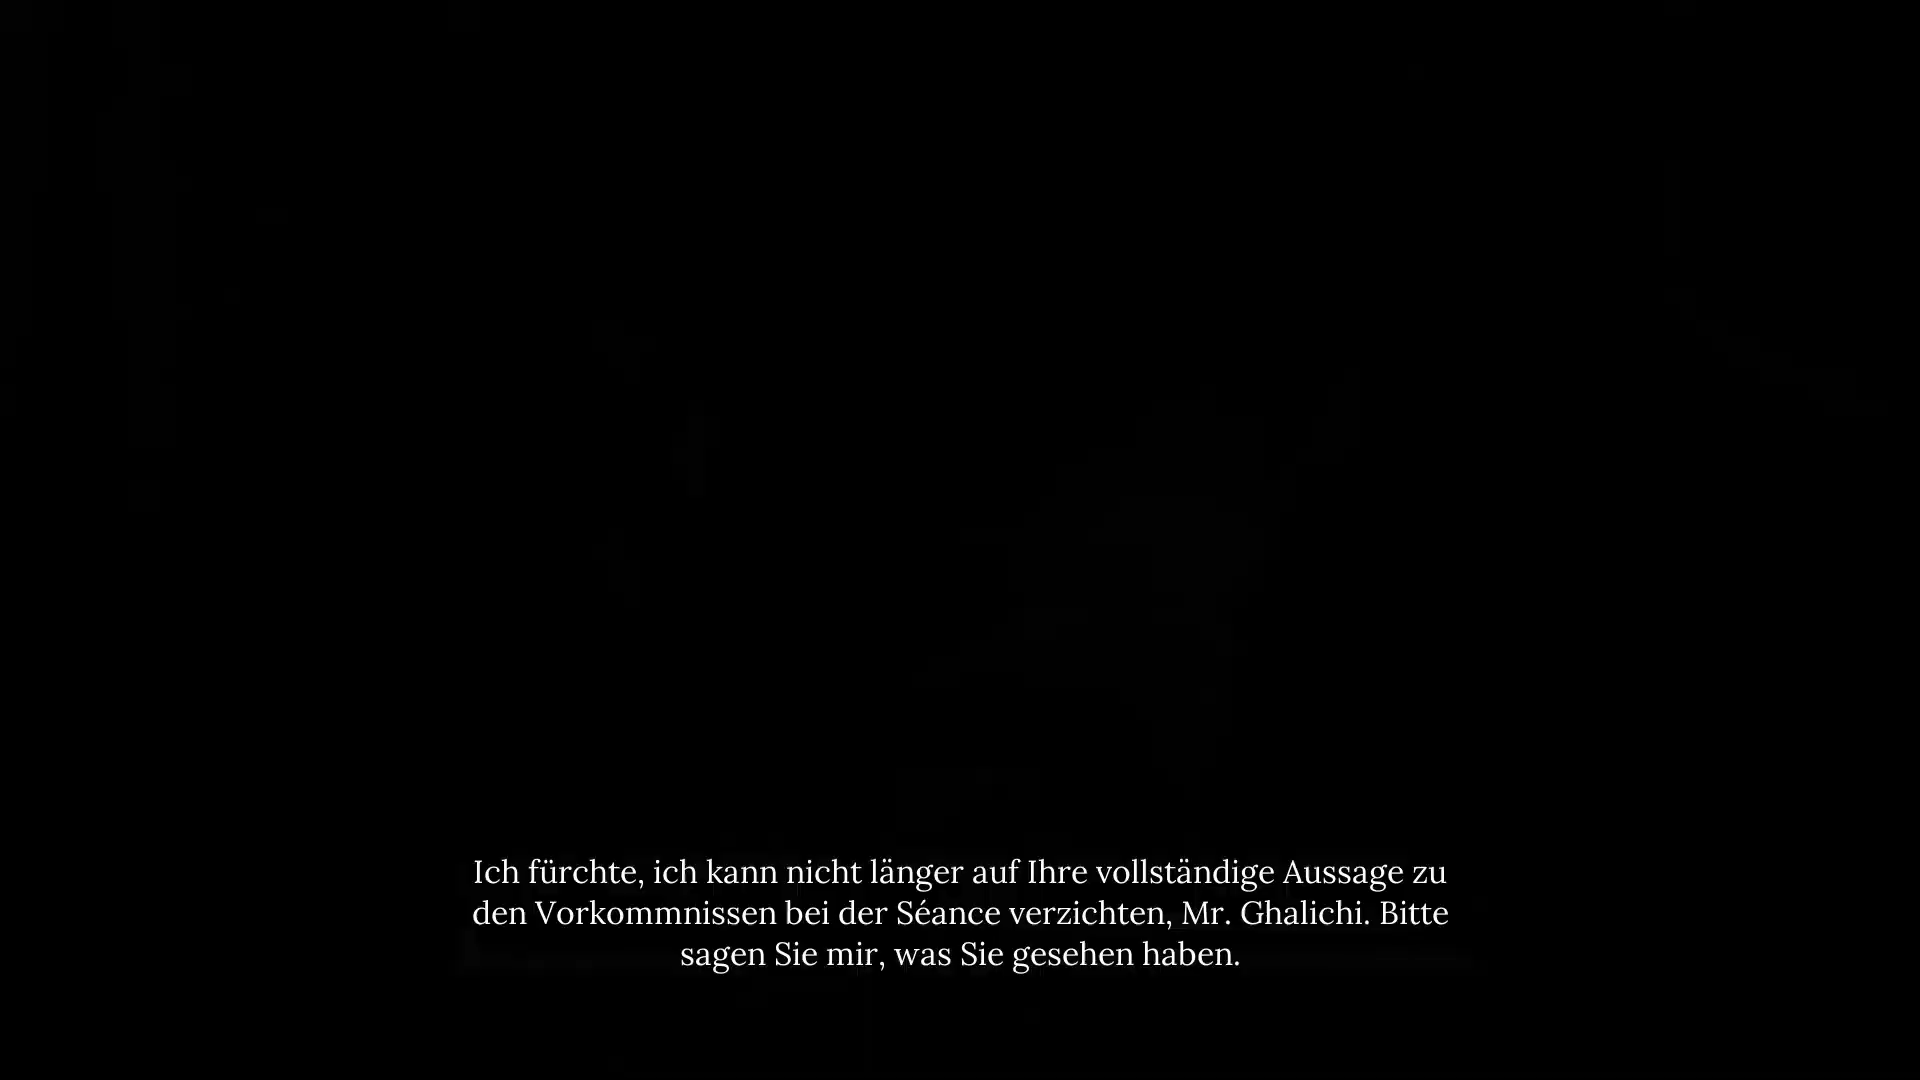 Ich fürchte, ich kann nicht länger auf Ihre vollständige Aussage zu
den Vorkommnissen bei der Séance verzichten, Mr. Ghalichi. Bitte
sagen Sie mir, was Sie gesehen haben.